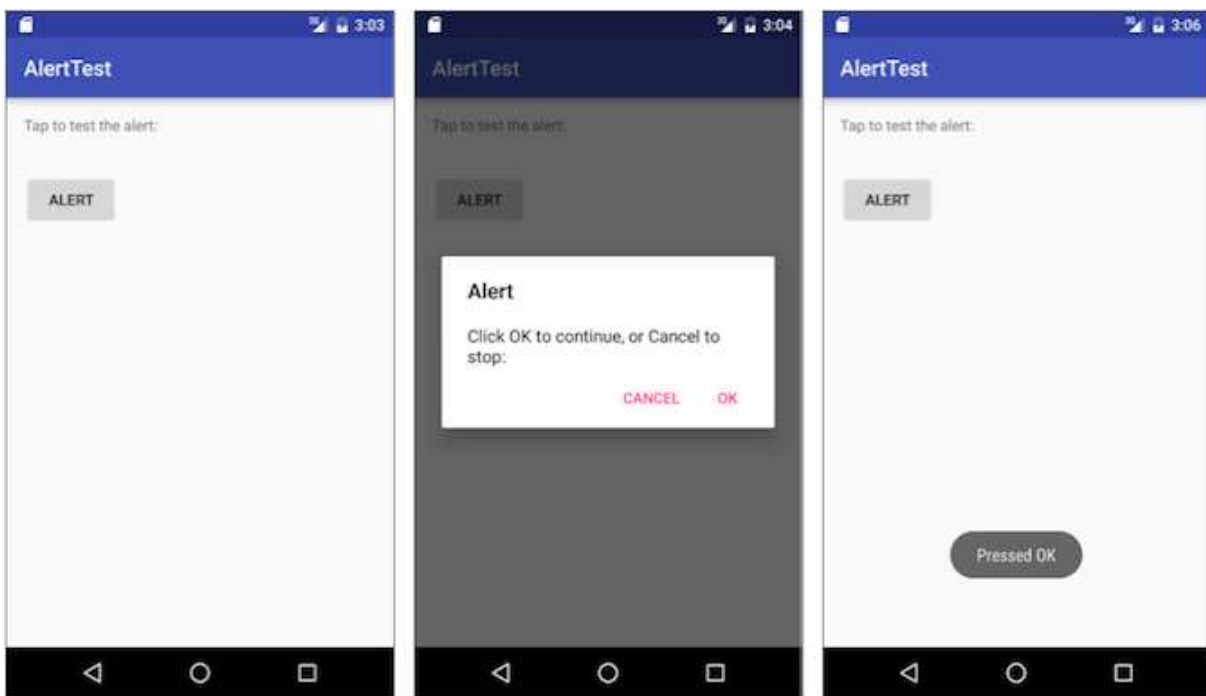 3:03
AlertTest
Tap to test the alert:
ALERT
3:04
AlertTest
Tap to test the alert:
ALERT
Alert
Click OK to continue, or Cancel to
stop:
CANCEL OK
3:06
AlertTest
Tap to test the alert:
ALERT
Pressed OK